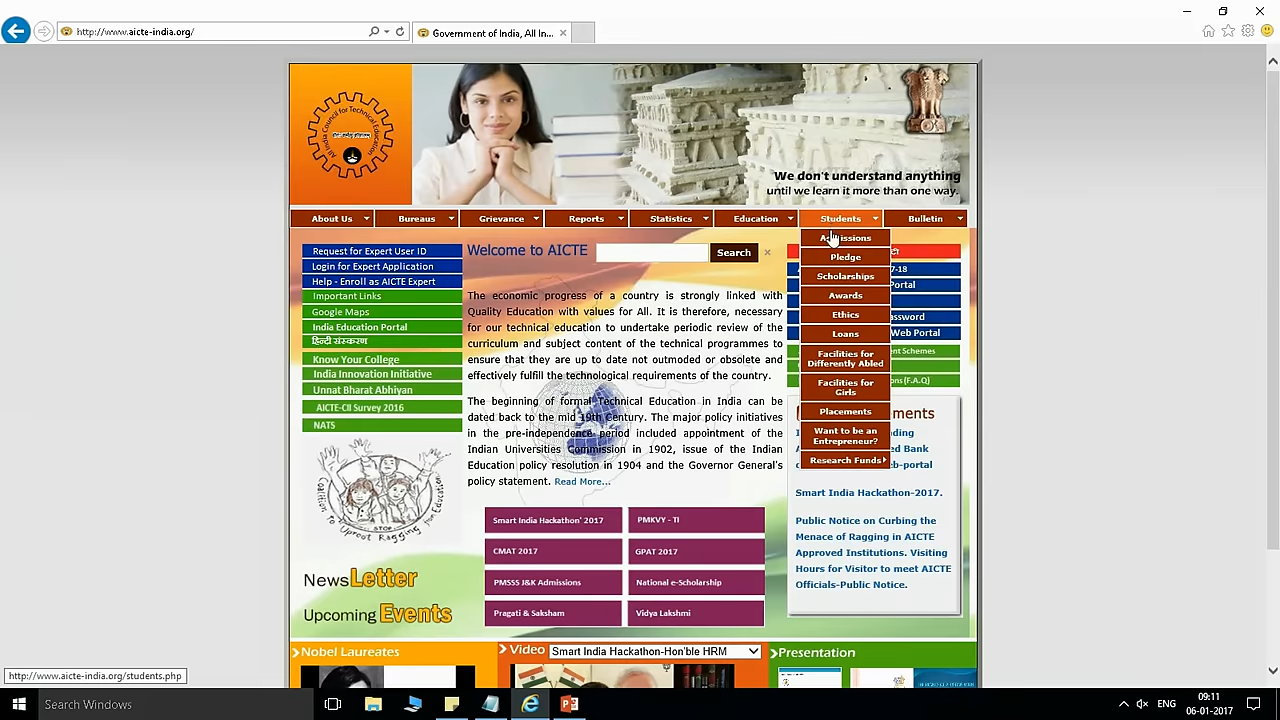 http://www.aicte-india.org/
Government of India, All In...
All India Council for Technical Education
We don't understand anything
until we learn it more than one way.
About Us Bureaus Grievance Reports Statistics Education Students Bulletin
Request for Expert User ID
Login for Expert Application
Help - Enroll as AICTE Expert
Important Links
Google Maps
India Education Portal
हिन्दी संस्करण
Know Your College
India Innovation Initiative
Unnat Bharat Abhiyan
AICTE-CII Survey 2016
NATS
STOP
NewsLetter
Upcoming Events
Welcome to AICTE
Search
The economic progress of a country is strongly linked with
Quality Education with values for All. It is therefore, necessary
for our technical education to undertake periodic review of the
curriculum and subject content of the technical programmes to
ensure that they are up to date not outmoded or obsolete and
effectively fulfill the technological requirements of the country.
The beginning of formal Technical Education in India can be
dated back to the mid 19th century. The major policy initiatives
in the pre-independence period included appointment of the
Indian Universities Commission in 1902, issue of the Indian
Education policy resolution in 1904 and the Governor General's
policy statement. Read More...
Smart India Hackathon' 2017 PMKVY - TI
CMAT 2017 GPAT 2017
PMSSS J&K Admissions National e-Scholarship
Pragati & Saksham Vidya Lakshmi
Admissions
Pledge
Scholarships
Awards
Ethics
Loans
Facilities for
Differently Abled
Facilities for
Girls
Placements
Want to be an
Entrepreneur?
Research Funds
7-18
Portal
Web Portal
(F.A.Q)
Smart India Hackathon-2017.
Public Notice on Curbing the
Menace of Ragging in AICTE
Approved Institutions. Visiting
Hours for Visitor to meet AICTE
Officials-Public Notice.
Nobel Laureates
Video Smart India Hackathon-Hon'ble HRM
Presentation
http://www.aicte-india.org/students.php
Search Windows
ENG
09:11
06-01-2017